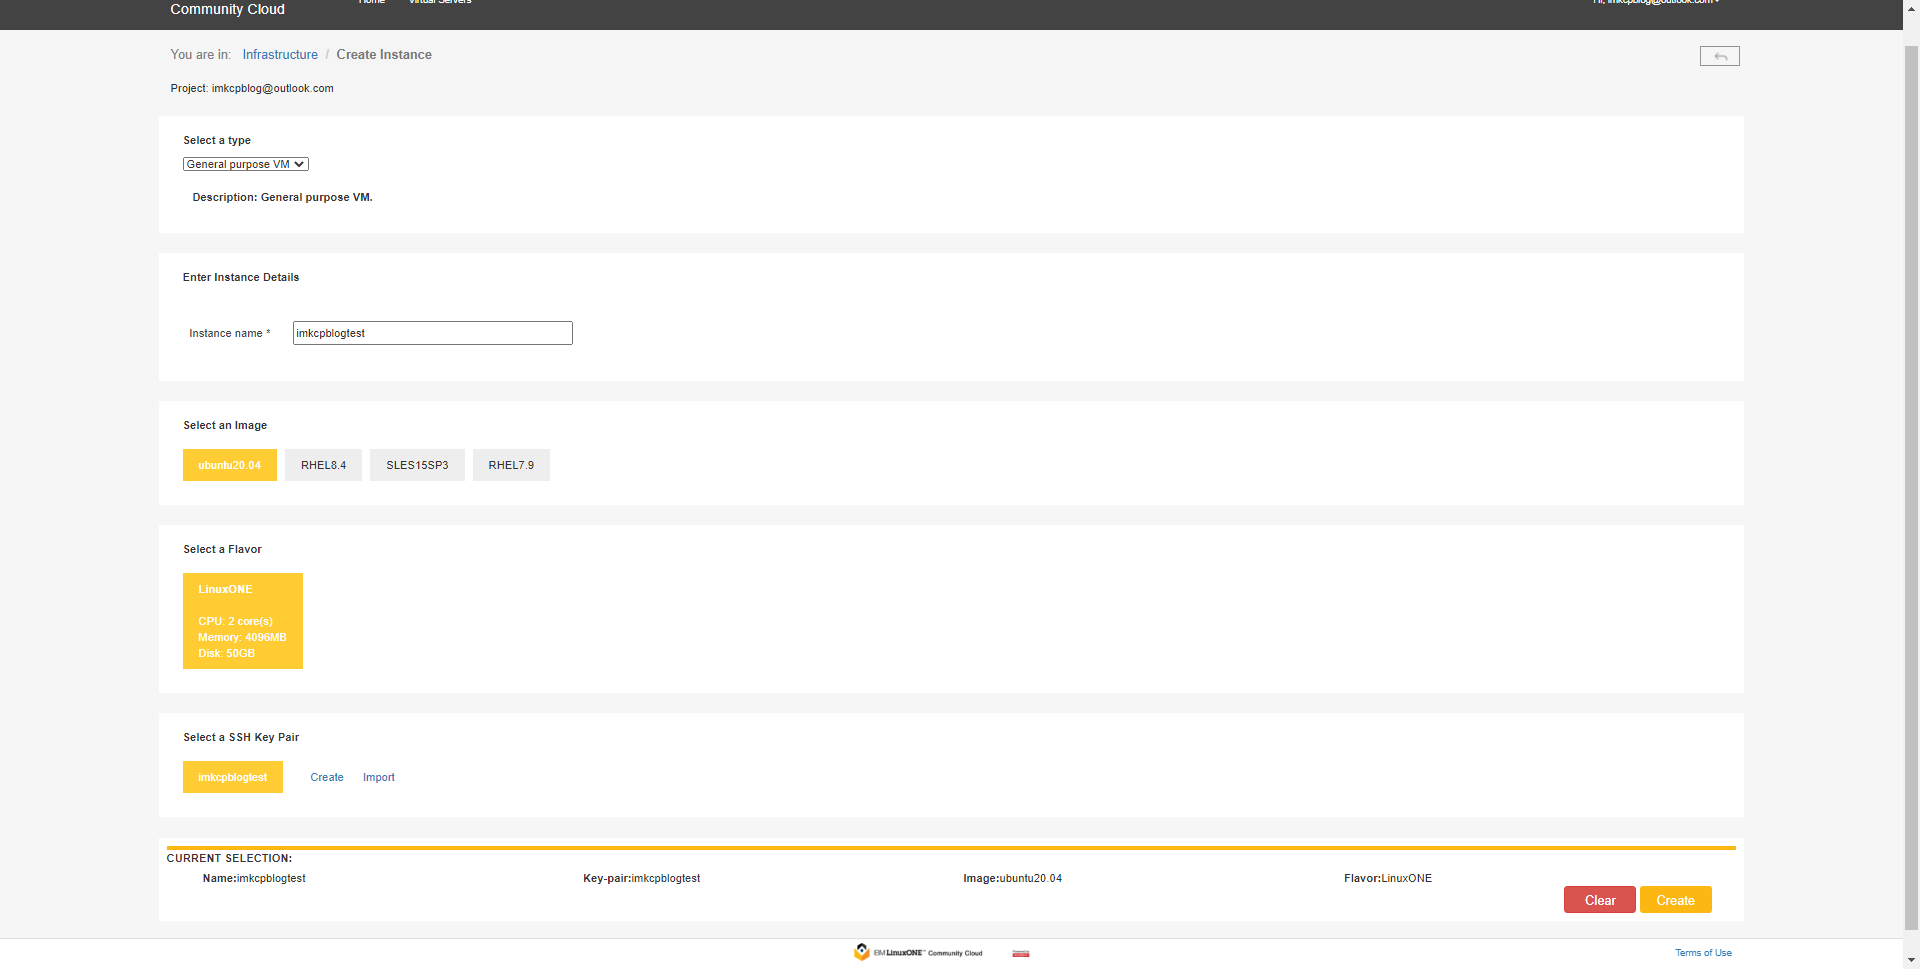 Community Cloud
Home Virtual Servers
Hi, imkcpblog@outlook.com
You are in: Infrastructure / Create Instance
Project: imkcpblog@outlook.com
Select a type
General purpose VM
Description: General purpose VM.
Enter Instance Details
Instance name * imkcpblogtest
Select an Image
ubuntu20.04 RHEL8.4 SLES15SP3 RHEL7.9
Select a Flavor
LinuxONE
CPU: 2 core(s)
Memory: 4096MB
Disk: 50GB
Select a SSH Key Pair
imkcpblogtest Create Import
CURRENT SELECTION:
Name:imkcpblogtest Key-pair:imkcpblogtest Image:ubuntu20.04 Flavor:LinuxONE
Clear Create
IBM LinuxONE™ Community Cloud
Terms of Use